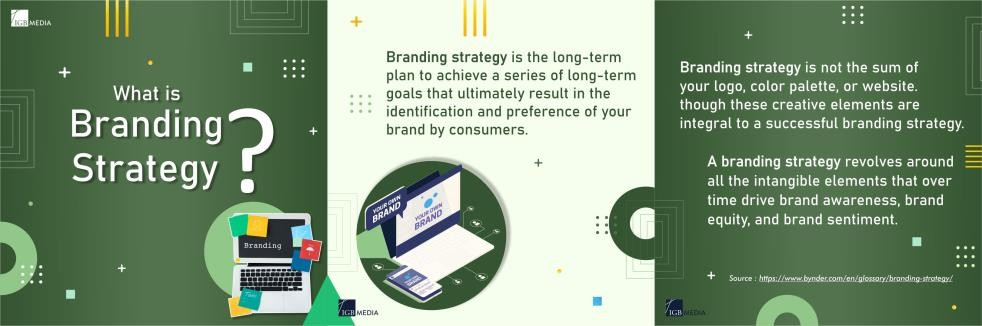 IGB MEDIA
What is
Branding
Strategy
?
Branding
Branding strategy is the long-term
plan to achieve a series of long-term
goals that ultimately result in the
identification and preference of your
brand by consumers.
YOUR OWN
BRAND
YOUR OWN
BRAND
IGB MEDIA
Branding strategy is not the sum of
your logo, color palette, or website.
though these creative elements are
integral to a successful branding strategy.
A branding strategy revolves around
all the intangible elements that over
time drive brand awareness, brand
equity, and brand sentiment.
Source : https://www.bynder.com/en/glossary/branding-strategy/
IGB MEDIA